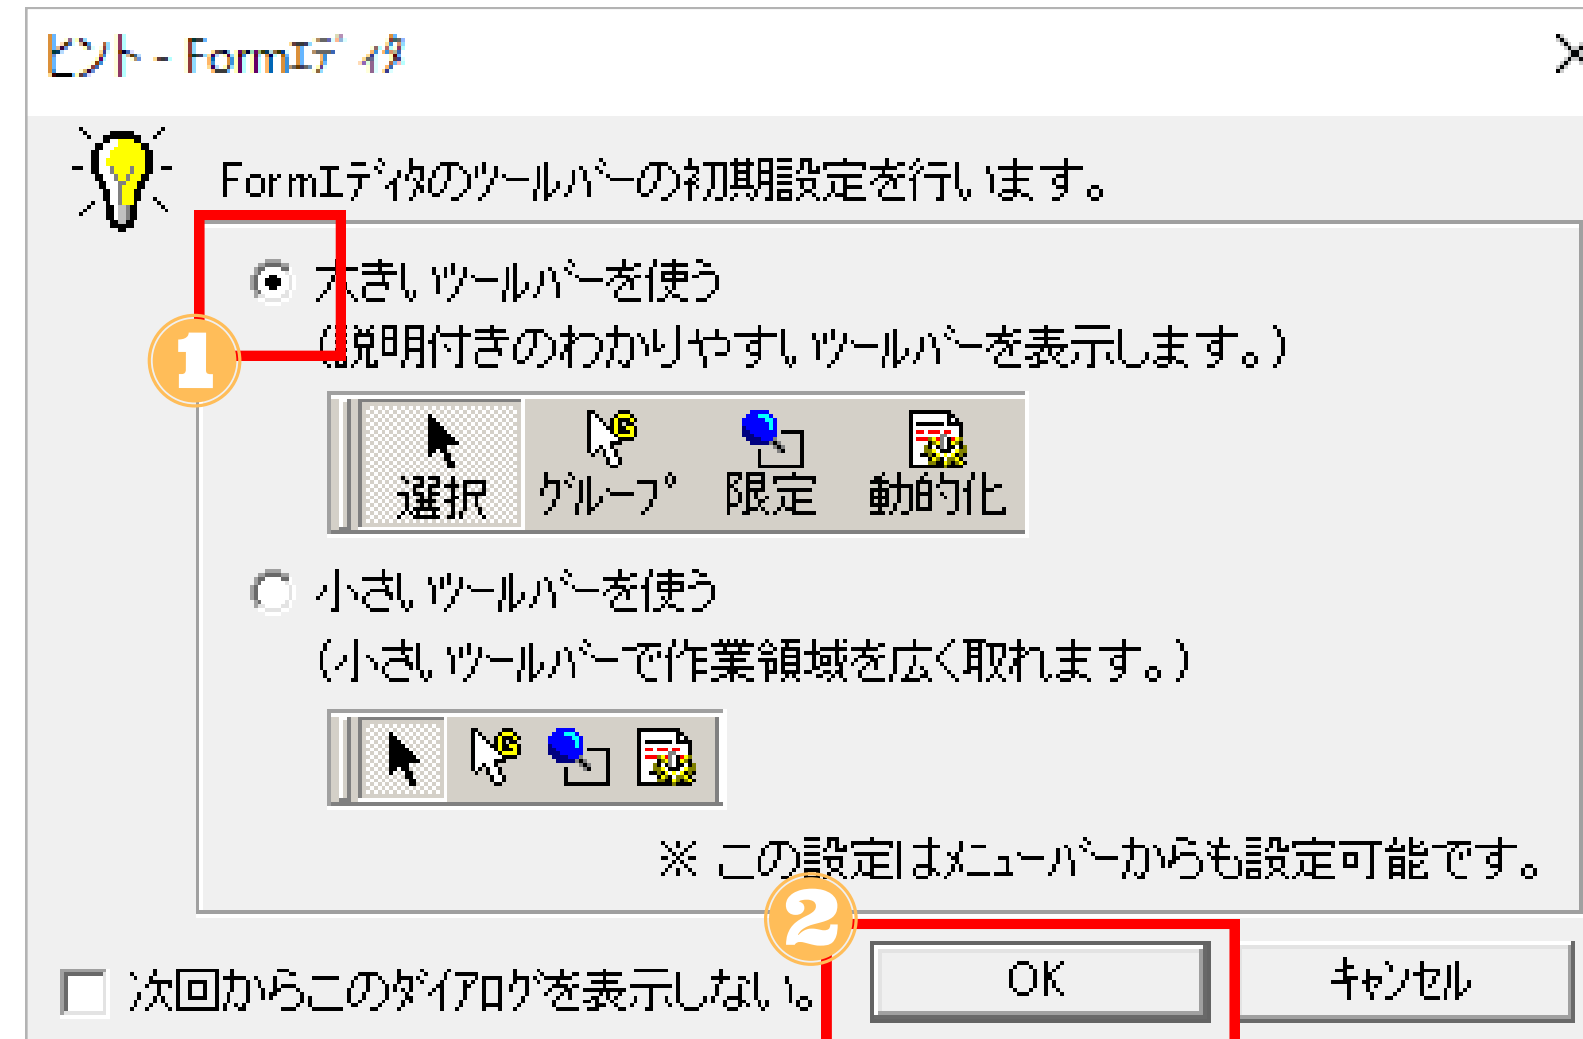 ヒント - Formエディタ
Formエディタのツールバーの初期設定を行います。
大きいツールバーを使う
1
(説明付きのわかりやすいツールバーを表示します。)
選択 グループ 限定 動的化
小さいツールバーを使う
(小さいツールバーで作業領域を広く取れます。)
※ この設定はメニューバーからも設定可能です。
2
次回からこのダイアログを表示しない。 OK キャンセル